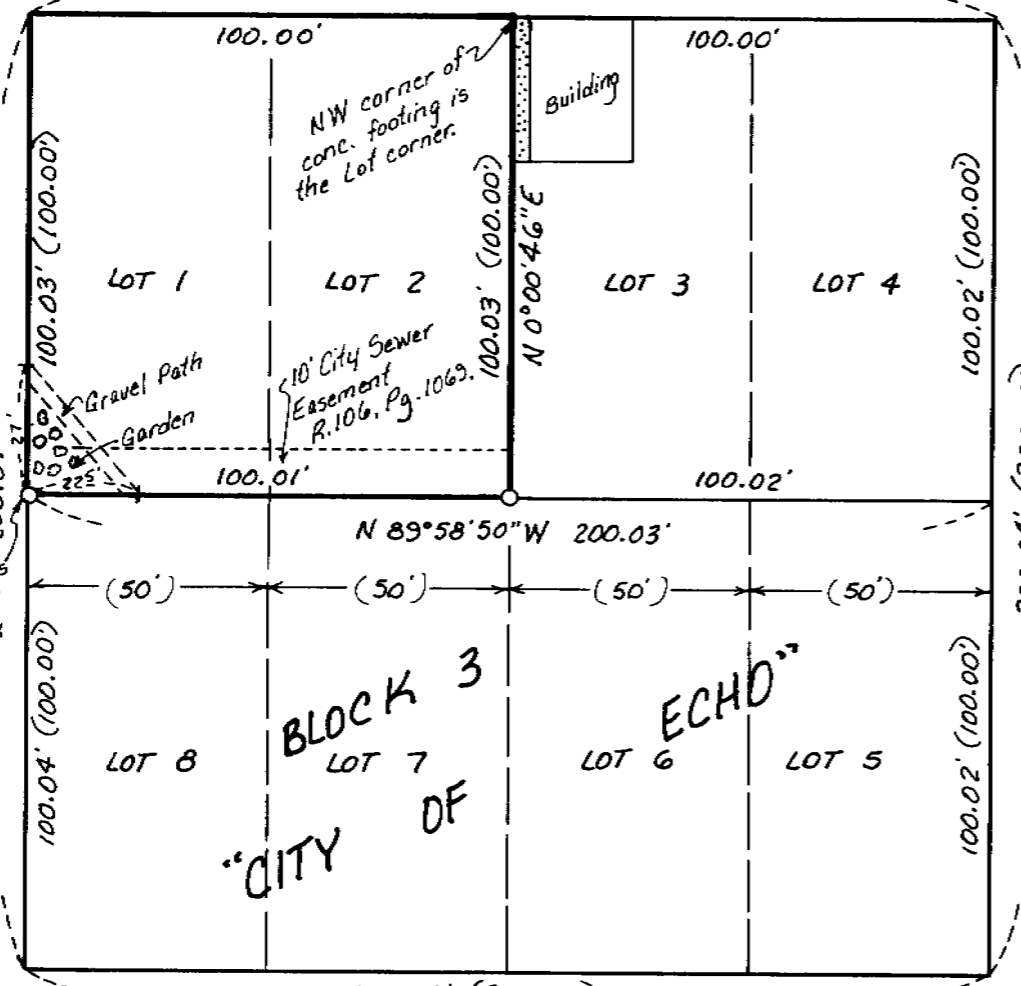 100.00'
100.00'
NW corner of
conc. footing is
the Lot corner.
Building
100.03' (100.00')
100.03' (100.00')
N 0°00'46"E
100.02' (100.00')
LOT 1
LOT 2
LOT 3
LOT 4
10' City Sewer
Easement
R.106, Pg.1069.
Gravel Path
Garden
27'
22⁵'
100.01'
100.02'
N 89°58'50"W 200.03'
(50')
(50')
(50')
(50')
100.04' (100.00')
100.02' (100.00')
BLOCK 3
"CITY OF
ECHO"
LOT 8
LOT 7
LOT 6
LOT 5